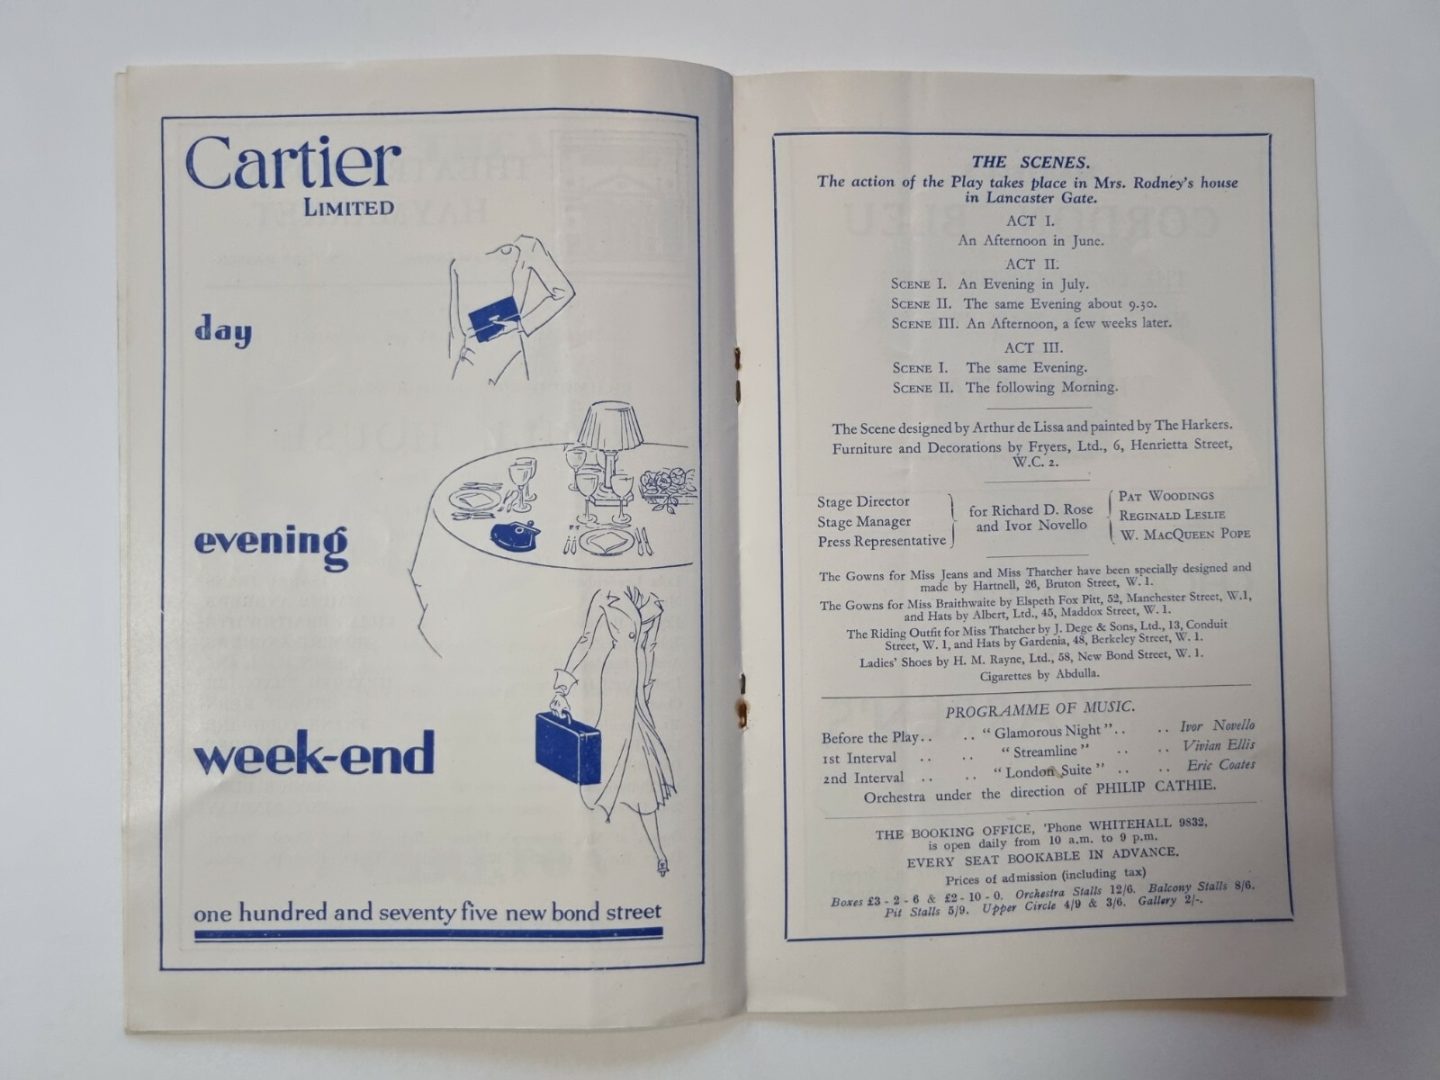 Cartier
LIMITED
day
evening
week-end
one hundred and seventy five new bond street
THE SCENES.
The action of the Play takes place in Mrs. Rodney's house
in Lancaster Gate.
ACT I.
An Afternoon in June.
ACT II.
SCENE I. An Evening in July.
SCENE II. The same Evening about 9.30.
SCENE III. An Afternoon, a few weeks later.
ACT III.
SCENE I. The same Evening.
SCENE II. The following Morning.
The Scene designed by Arthur de Lissa and painted by The Harkers.
Furniture and Decorations by Fryers, Ltd., 6, Henrietta Street,
W.C. 2.
Stage Director
Stage Manager
Press Representative
for Richard D. Rose
and Ivor Novello
PAT WOODINGS
REGINALD LESLIE
W. MACQUEEN POPE
The Gowns for Miss Jeans and Miss Thatcher have been specially designed and
made by Hartnell, 26, Bruton Street, W. 1.
The Gowns for Miss Braithwaite by Elspeth Fox Pitt, 52, Manchester Street, W.1,
and Hats by Albert, Ltd., 45, Maddox Street, W. 1.
The Riding Outfit for Miss Thatcher by J. Dege & Sons, Ltd., 13, Conduit
Street, W. 1, and Hats by Gardenia, 48, Berkeley Street, W. 1.
Ladies' Shoes by H. M. Rayne, Ltd., 58, New Bond Street, W. 1.
Cigarettes by Abdulla.
PROGRAMME OF MUSIC.
Before the Play.. .. "Glamorous Night".. .. Ivor Novello
1st Interval .. .. "Streamline" .. .. Vivian Ellis
2nd Interval .. .. "London Suite" .. .. Eric Coates
Orchestra under the direction of PHILIP CATHIE.
THE BOOKING OFFICE, 'Phone WHITEHALL 9832,
is open daily from 10 a.m. to 9 p.m.
EVERY SEAT BOOKABLE IN ADVANCE.
Prices of admission (including tax)
Boxes £3 - 2 - 6 & £2 - 10 - 0. Orchestra Stalls 12/6. Balcony Stalls 8/6.
Pit Stalls 5/9. Upper Circle 4/9 & 3/6. Gallery 2/-.